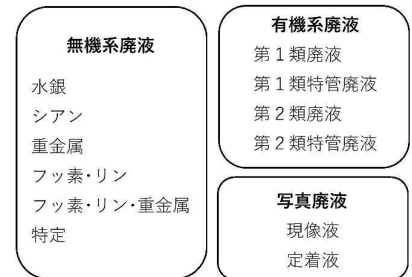 無機系廃液
水銀
シアン
重金属
フッ素・リン
フッ素・リン・重金属
特定
有機系廃液
第1類廃液
第1類特管廃液
第2類廃液
第2類特管廃液
写真廃液
現像液
定着液